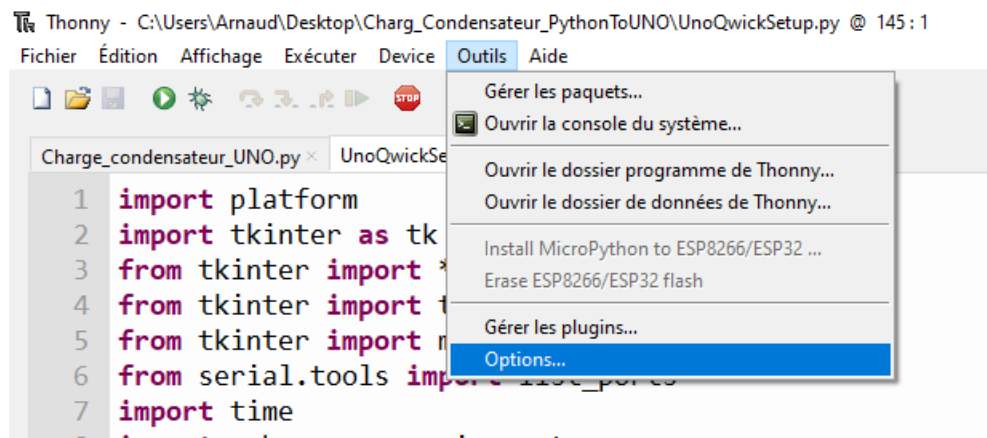 Thonny - C:\Users\Arnaud\Desktop\Charg_Condensateur_PythonToUNO\UnoQwickSetup.py @ 145 : 1
Fichier Édition Affichage Exécuter Device Outils Aide
STOP
Gérer les paquets...
Ouvrir la console du système...
Ouvrir le dossier programme de Thonny...
Ouvrir le dossier de données de Thonny...
Install MicroPython to ESP8266/ESP32 ...
Erase ESP8266/ESP32 flash
Gérer les plugins...
Options...
Charge_condensateur_UNO.py × UnoQwickSe
1 import platform
2 import tkinter as tk
3 from tkinter import *
4 from tkinter import
5 from tkinter import
6 from serial.tools import list_ports
7 import time